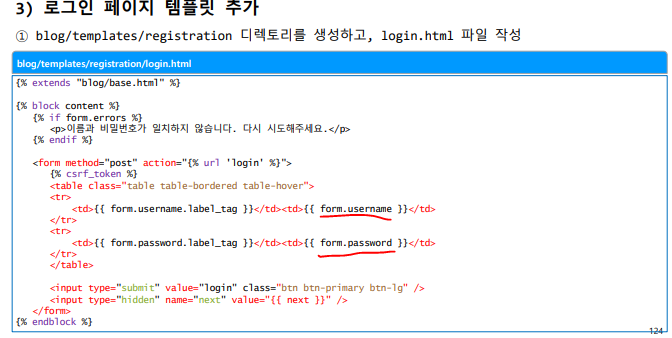 3) 로그인 페이지 템플릿 추가
① blog/templates/registration 디렉토리를 생성하고, login.html 파일 작성
blog/templates/registration/login.html
{% extends "blog/base.html" %}
{% block content %}
{% if form.errors %}
<p>이름과 비밀번호가 일치하지 않습니다. 다시 시도해주세요.</p>
{% endif %}
<form method="post" action="{% url 'login' %}">
{% csrf_token %}
<table class="table table-bordered table-hover">
<tr>
<td>{{ form.username.label_tag }}</td><td>{{ form.username }}</td>
</tr>
<tr>
<td>{{ form.password.label_tag }}</td><td>{{ form.password }}</td>
</tr>
</table>
<input type="submit" value="login" class="btn btn-primary btn-lg" />
<input type="hidden" name="next" value="{{ next }}" />
</form>
{% endblock %}
124